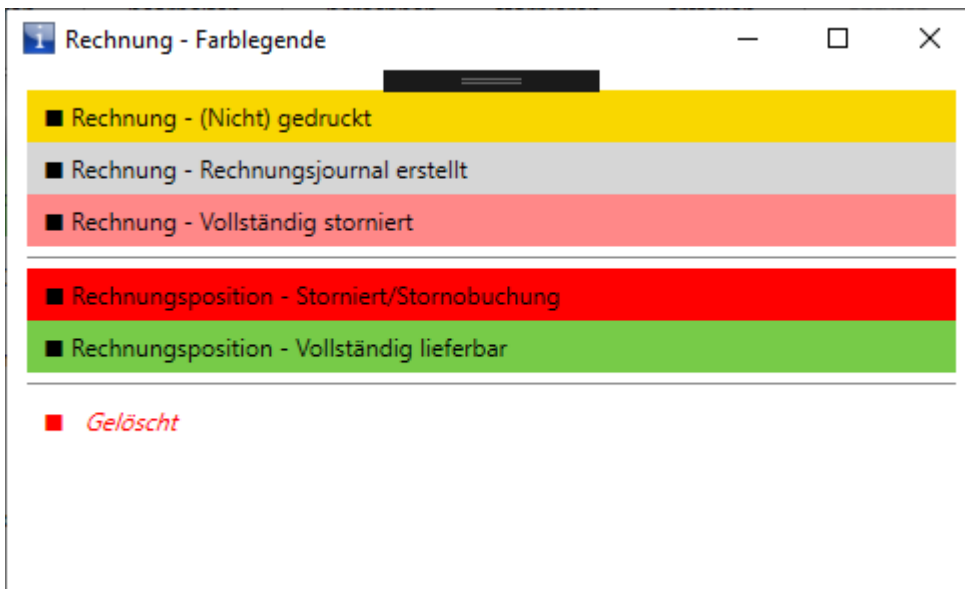 Rechnung - Farblegende
■ Rechnung - (Nicht) gedruckt
■ Rechnung - Rechnungsjournal erstellt
■ Rechnung - Vollständig storniert
■ Rechnungsposition - Storniert/Stornobuchung
■ Rechnungsposition - Vollständig lieferbar
■ Gelöscht